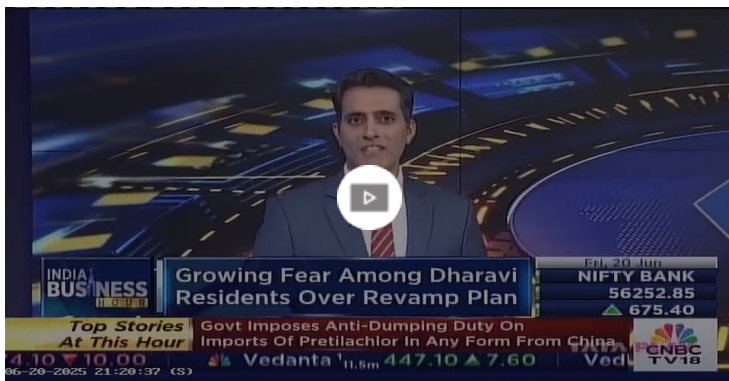 INDIA
BUSINESS
HOUR
Growing Fear Among Dharavi
Residents Over Revamp Plan
Fri, 20 Jun
NIFTY BANK
56252.85
▲ 675.40
Top Stories
At This Hour
Govt Imposes Anti-Dumping Duty On
Imports Of Pretilachlor In Any Form From China
CNBC
TV18
74.10 ▼ 10.00 Vedanta 11.5m 447.10 ▲ 7.60 Ved
06-20-2025 21:20:37 (S)